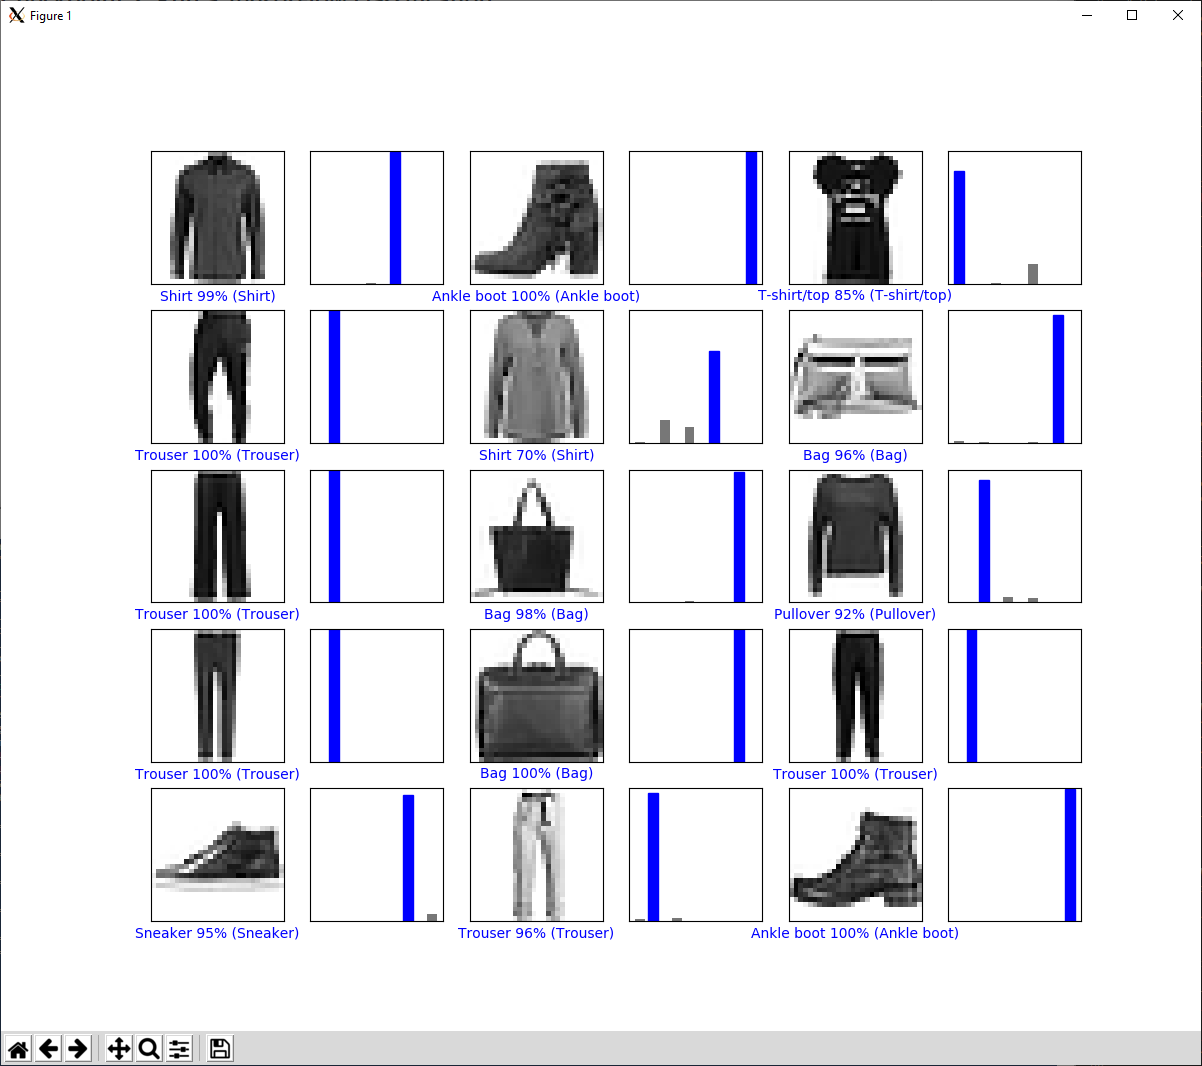 Figure 1
Shirt 99% (Shirt)
Ankle boot 100% (Ankle boot)
T-shirt/top 85% (T-shirt/top)
Trouser 100% (Trouser)
Shirt 70% (Shirt)
Bag 96% (Bag)
Trouser 100% (Trouser)
Bag 98% (Bag)
Pullover 92% (Pullover)
Trouser 100% (Trouser)
Bag 100% (Bag)
Trouser 100% (Trouser)
Sneaker 95% (Sneaker)
Trouser 96% (Trouser)
Ankle boot 100% (Ankle boot)